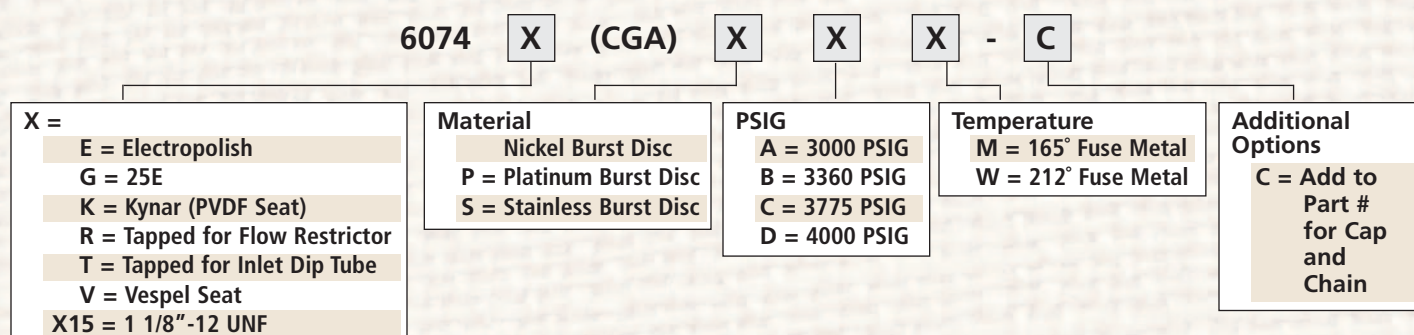 6074 X (CGA) X X X - C
X =
E = Electropolish
G = 25E
K = Kynar (PVDF Seat)
R = Tapped for Flow Restrictor
T = Tapped for Inlet Dip Tube
V = Vespel Seat
X15 = 1 1/8"-12 UNF
Material
Nickel Burst Disc
P = Platinum Burst Disc
S = Stainless Burst Disc
PSIG
A = 3000 PSIG
B = 3360 PSIG
C = 3775 PSIG
D = 4000 PSIG
Temperature
M = 165° Fuse Metal
W = 212° Fuse Metal
Additional
Options
C = Add to
Part #
for Cap
and
Chain